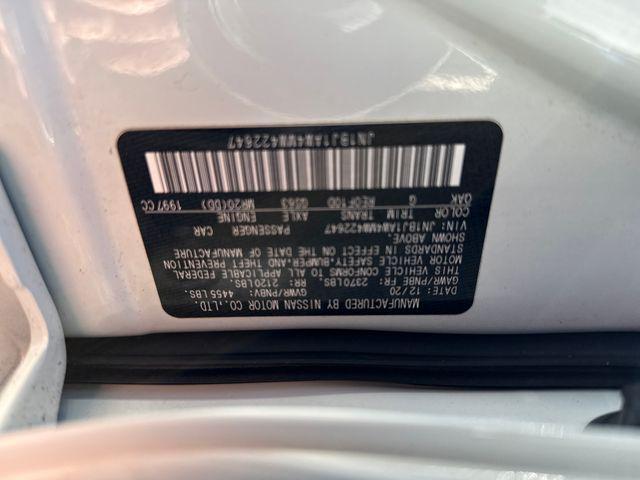 MANUFACTURED BY NISSAN MOTOR CO.,LTD.
DATE: 12/20 GVWR/PNBV: 4455 LBS.
GAWR/PNBE FR: 2370LBS. RR: 2120LBS.
THIS VEHICLE CONFORMS TO ALL APPLICABLE FEDERAL
MOTOR VEHICLE SAFETY,BUMPER,AND THEFT PREVENTION
STANDARDS IN EFFECT ON THE DATE OF MANUFACTURE
SHOWN ABOVE.
VIN: JN1BJ1AW4MW422647 PASSENGER CAR
COLOR TRIM TRANS AXLE ENGINE
QAK G RE0F10D MR20(DD) 1997CC
JN1BJ1AW4MW422647